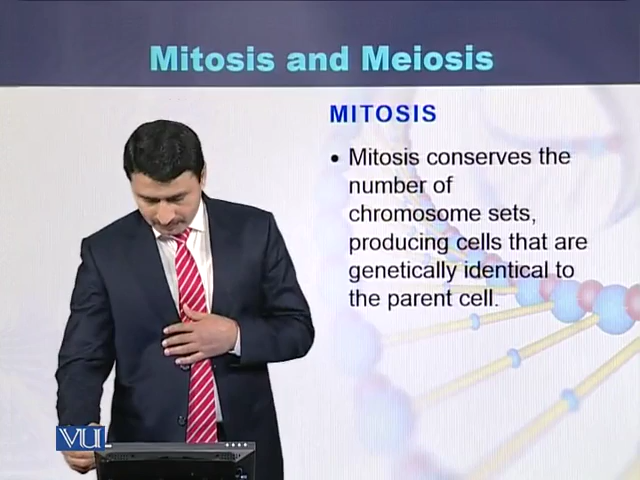 Mitosis and Meiosis
MITOSIS
• Mitosis conserves the
number of
chromosome sets,
producing cells that are
genetically identical to
the parent cell.
VU